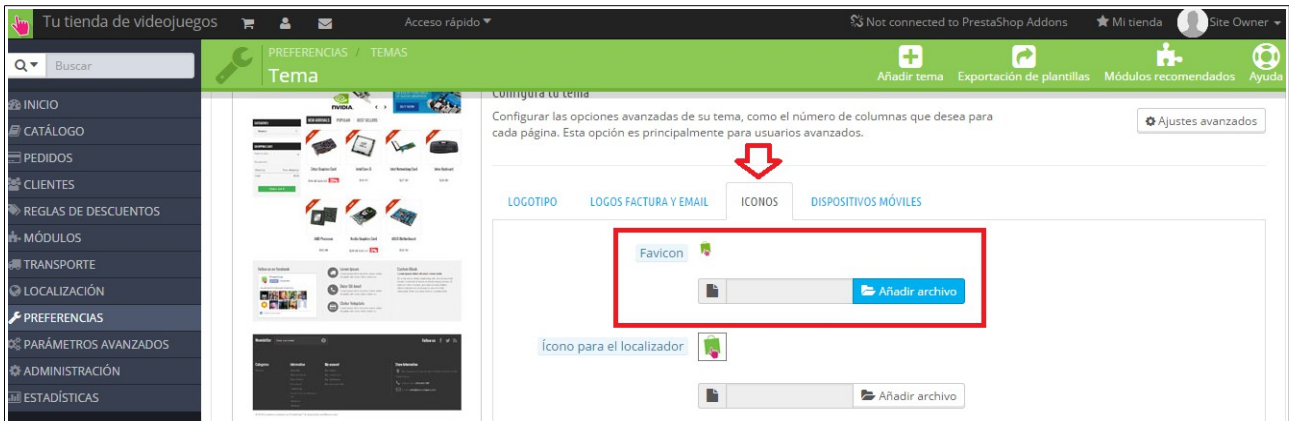 Tu tienda de videojuegos
Acceso rápido
Not connected to PrestaShop Addons
Mi tienda
Site Owner
Buscar
PREFERENCIAS / TEMAS
Tema
Añadir tema
Exportación de plantillas
Módulos recomendados
Ayuda
INICIO
CATÁLOGO
PEDIDOS
CLIENTES
REGLAS DE DESCUENTOS
MÓDULOS
TRANSPORTE
LOCALIZACIÓN
PREFERENCIAS
PARÁMETROS AVANZADOS
ADMINISTRACIÓN
ESTADÍSTICAS
NVIDIA
Configura tu tema
Configurar las opciones avanzadas de su tema, como el número de columnas que desea para
cada página. Esta opción es principalmente para usuarios avanzados.
Ajustes avanzados
LOGOTIPO
LOGOS FACTURA Y EMAIL
ICONOS
DISPOSITIVOS MÓVILES
Favicon
Añadir archivo
Ícono para el localizador
Añadir archivo